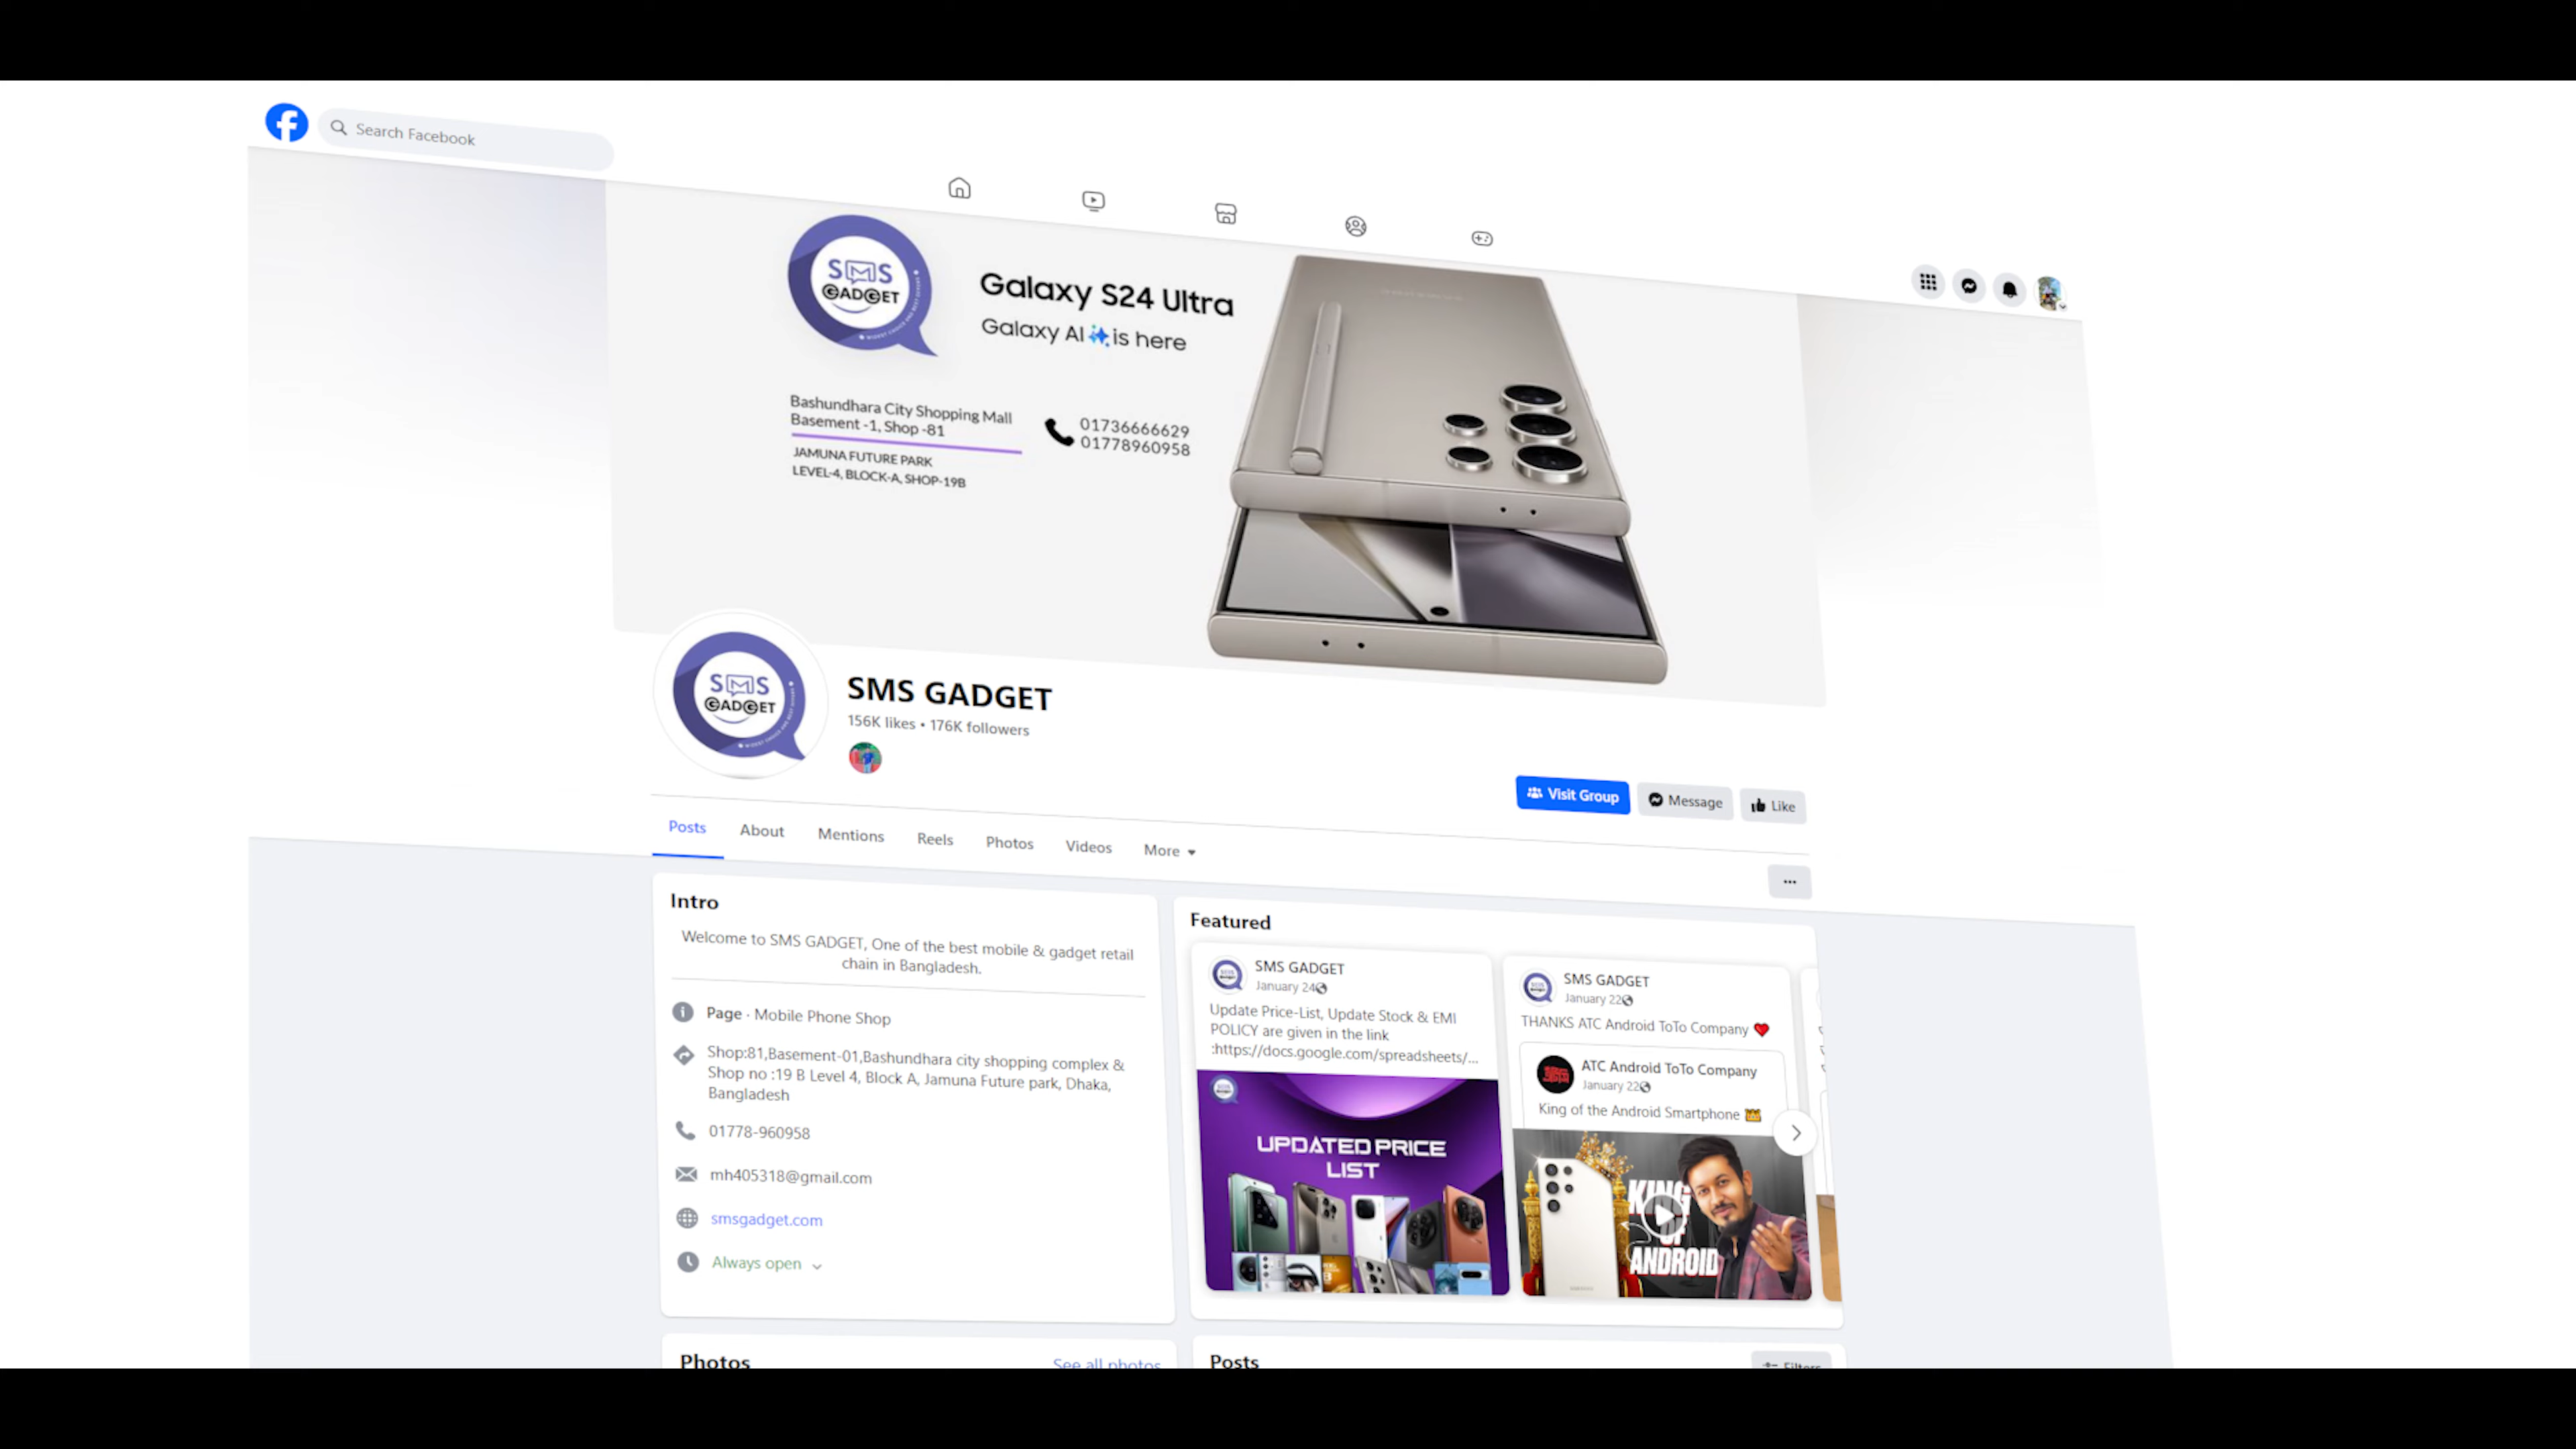 Search Facebook
SMS
GADGET
Galaxy S24 Ultra
Galaxy AI is here
Bashundhara City Shopping Mall
Basement -1, Shop -81
JAMUNA FUTURE PARK
LEVEL-4, BLOCK-A, SHOP-19B
01736666629
01778960958
SMS
GADGET
SMS GADGET
156K likes • 176K followers
Visit Group
Message
Like
Posts
About
Mentions
Reels
Photos
Videos
More
Intro
Welcome to SMS GADGET, One of the best mobile & gadget retail
chain in Bangladesh.
Page · Mobile Phone Shop
Shop:81,Basement-01,Bashundhara city shopping complex &
Shop no :19 B Level 4, Block A, Jamuna Future park, Dhaka,
Bangladesh
01778-960958
mh405318@gmail.com
smsgadget.com
Always open
Featured
SMS GADGET
January 24
Update Price-List, Update Stock & EMI
POLICY are given in the link
:https://docs.google.com/spreadsheets/...
UPDATED PRICE
LIST
SMS GADGET
January 22
THANKS ATC Android ToTo Company ❤️
ATC Android ToTo Company
January 22
King of the Android Smartphone 👑
KING
OF
ANDROID
Photos
See all photos
Posts
Filters